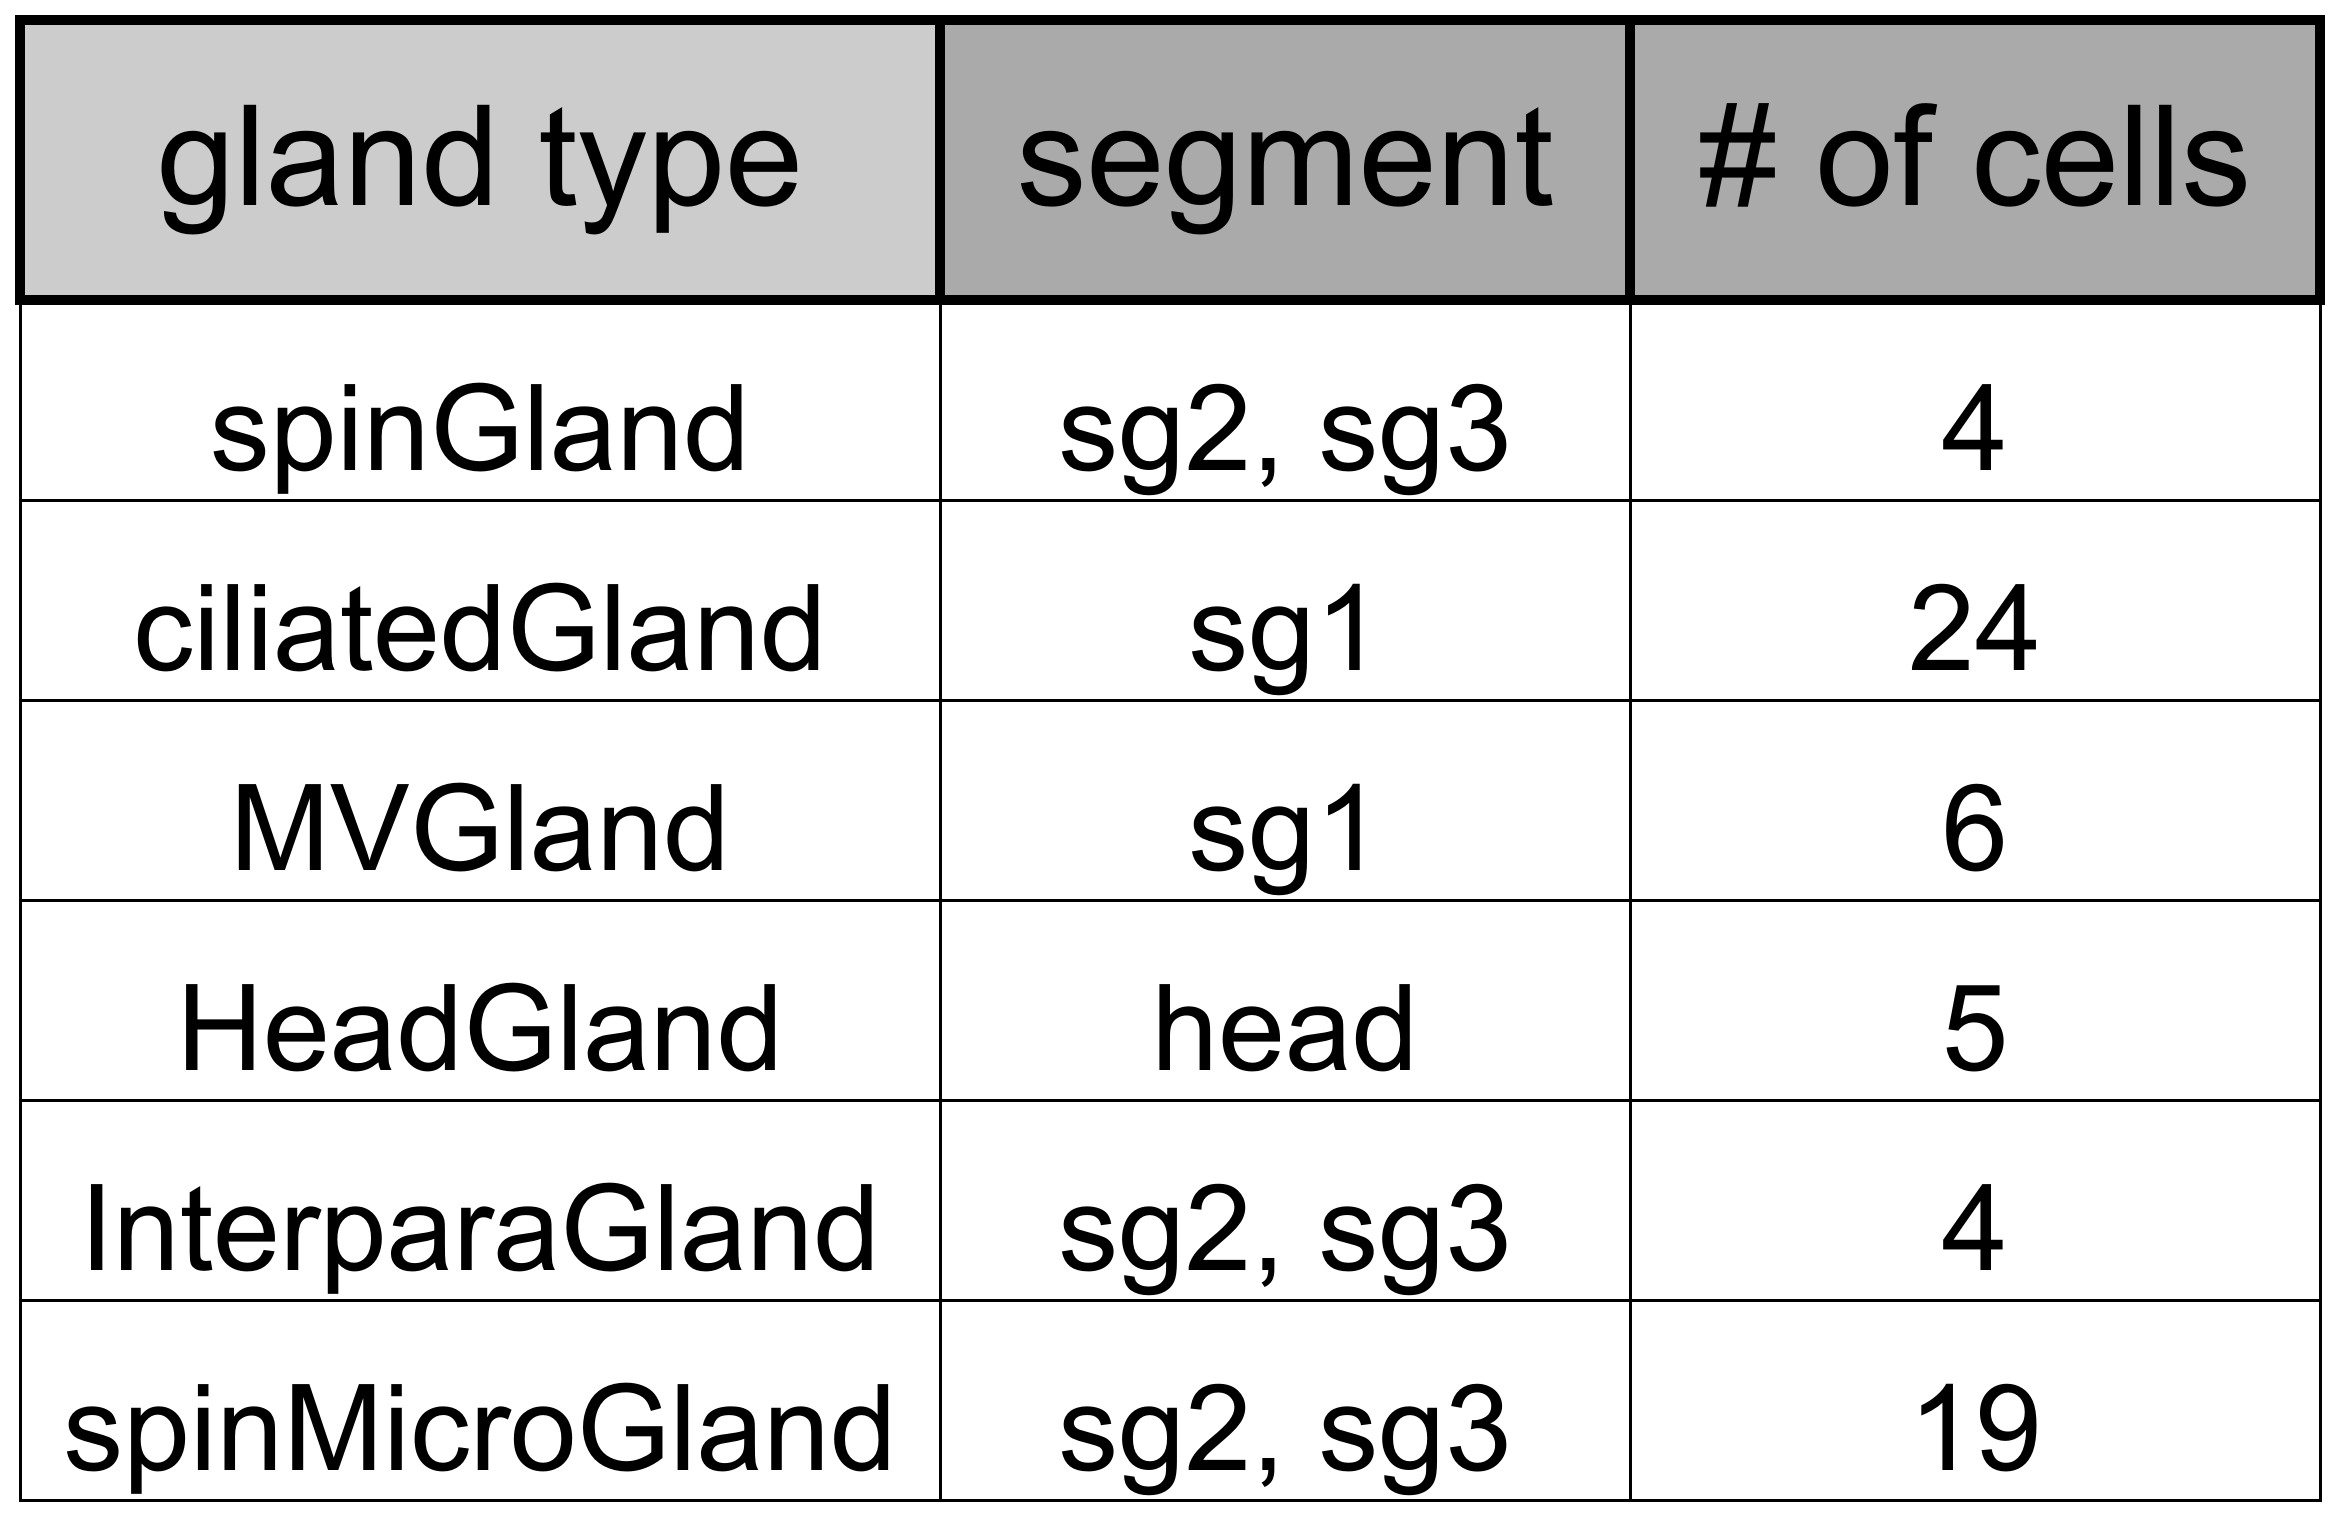 gland type segment # of cells
spinGland sg2, sg3 4
ciliatedGland sg1 24
MVGland sg1 6
HeadGland head 5
InterparaGland sg2, sg3 4
spinMicroGland sg2, sg3 19